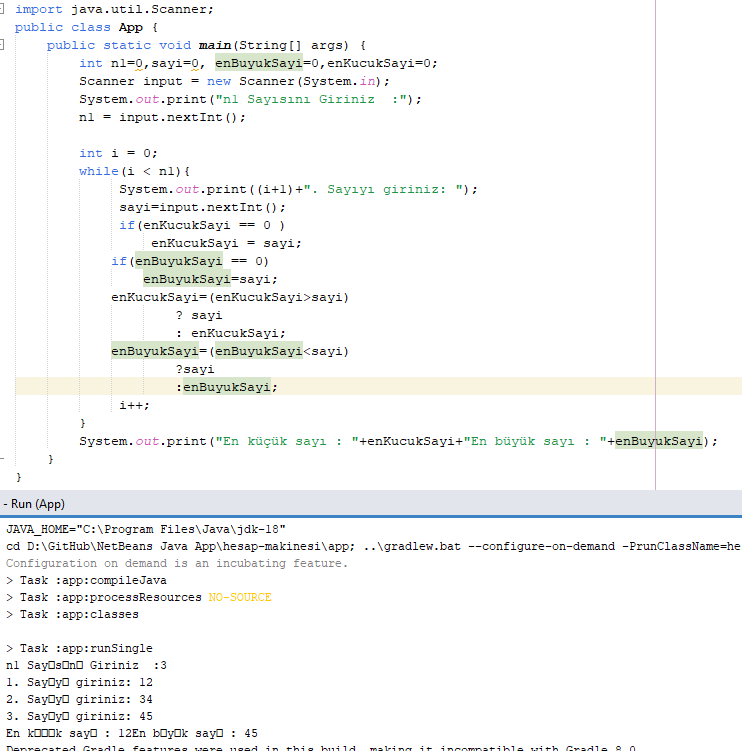 import java.util.Scanner;
public class App {
public static void main(String[] args) {
int n1=0,sayi=0, enBuyukSayi=0,enKucukSayi=0;
Scanner input = new Scanner(System.in);
System.out.print("n1 Sayısını Giriniz  :");
n1 = input.nextInt();
int i = 0;
while(i < n1){
System.out.print((i+1)+". Sayıyı giriniz: ");
sayi=input.nextInt();
if(enKucukSayi == 0 )
enKucukSayi = sayi;
if(enBuyukSayi == 0)
enBuyukSayi=sayi;
enKucukSayi=(enKucukSayi>sayi)
? sayi
: enKucukSayi;
enBuyukSayi=(enBuyukSayi<sayi)
?sayi
:enBuyukSayi;
i++;
}
System.out.print("En küçük sayı : "+enKucukSayi+"En büyük sayı : "+enBuyukSayi);
}
}
- Run (App)
JAVA_HOME="C:\Program Files\Java\jdk-18"
cd D:\GitHub\NetBeans Java App\hesap-makinesi\app; ..\gradlew.bat --configure-on-demand -PrunClassName=he
Configuration on demand is an incubating feature.
> Task :app:compileJava
> Task :app:processResources NO-SOURCE
> Task :app:classes
> Task :app:runSingle
n1 Say□s□n□ Giriniz  :3
1. Say□y□ giriniz: 12
2. Say□y□ giriniz: 34
3. Say□y□ giriniz: 45
En k□□□k say□ : 12En b□y□k say□ : 45
Deprecated Gradle features were used in this build, making it incompatible with Gradle 8.0